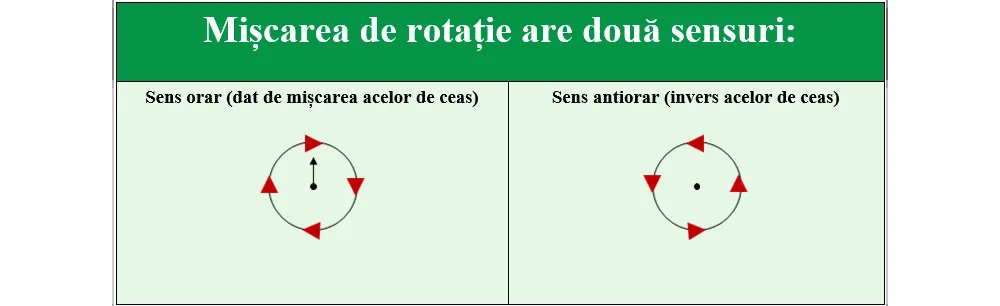 Mișcarea de rotație are două sensuri:
Sens orar (dat de mișcarea acelor de ceas)
Sens antiorar (invers acelor de ceas)